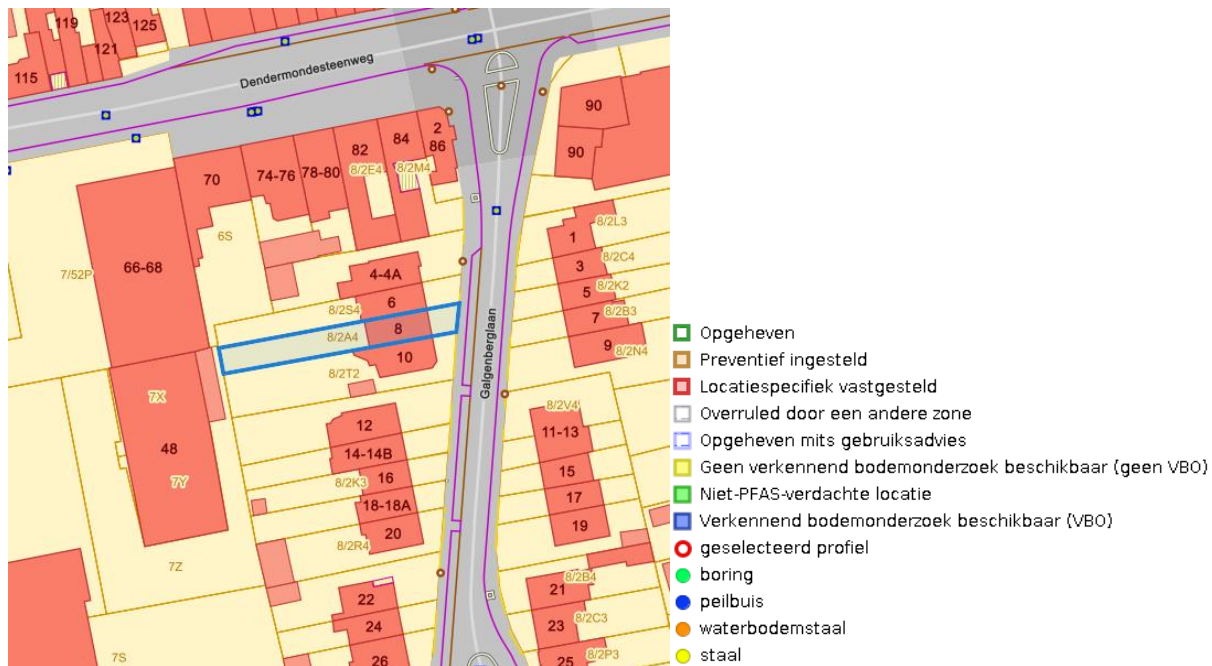 119
123
125
121
115
Dendermondesteenweg
90
90
2
86
84
82
8/2E4
8/2M4
78-80
74-76
70
6S
66-68
7/52P
8/2L3
1
8/2C4
3
8/2K2
5
8/2B3
7
8/2N4
9
4-4A
6
8/2S4
8
8/2A4
10
8/2T2
Galgenberglaan
7X
48
7Y
12
14-14B
16
8/2K3
18-18A
20
8/2R4
8/2V4
11-13
15
17
19
7Z
22
24
26
8/2B4
21
8/2C3
23
8/2P3
25
7S
Opgeheven
Preventief ingesteld
Locatiespecifiek vastgesteld
Overruled door een andere zone
Opgeheven mits gebruiksadvies
Geen verkennend bodemonderzoek beschikbaar (geen VBO)
Niet-PFAS-verdachte locatie
Verkennend bodemonderzoek beschikbaar (VBO)
geselecteerd profiel
boring
peilbuis
waterbodemstaal
staal